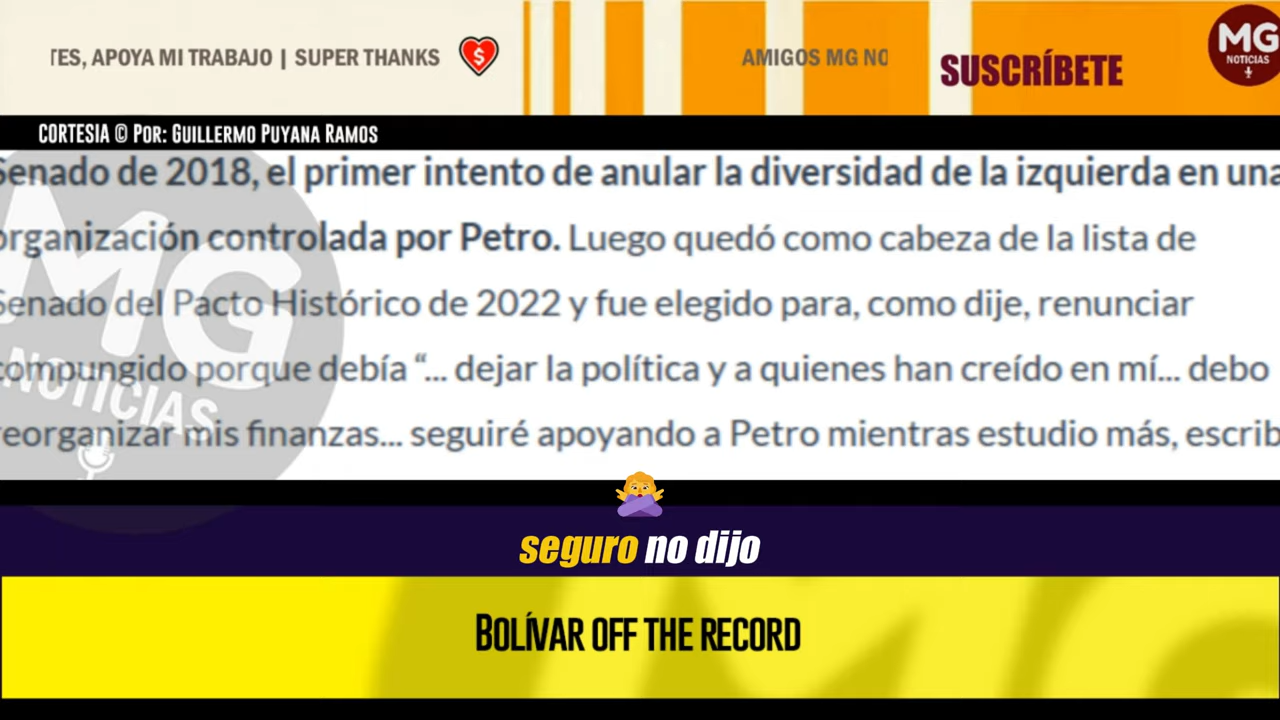 TES, APOYA MI TRABAJO | SUPER THANKS
AMIGOS MG NO
SUSCRÍBETE
MG
NOTICIAS
CORTESIA © Por: Guillermo Puyana Ramos
Senado de 2018, el primer intento de anular la diversidad de la izquierda en una
organización controlada por Petro. Luego quedó como cabeza de la lista de
Senado del Pacto Histórico de 2022 y fue elegido para, como dije, renunciar
compungido porque debía “... dejar la política y a quienes han creído en mí... debo
reorganizar mis finanzas... seguiré apoyando a Petro mientras estudio más, escrib
MG
NOTICIAS
seguro no dijo
Bolívar off the record